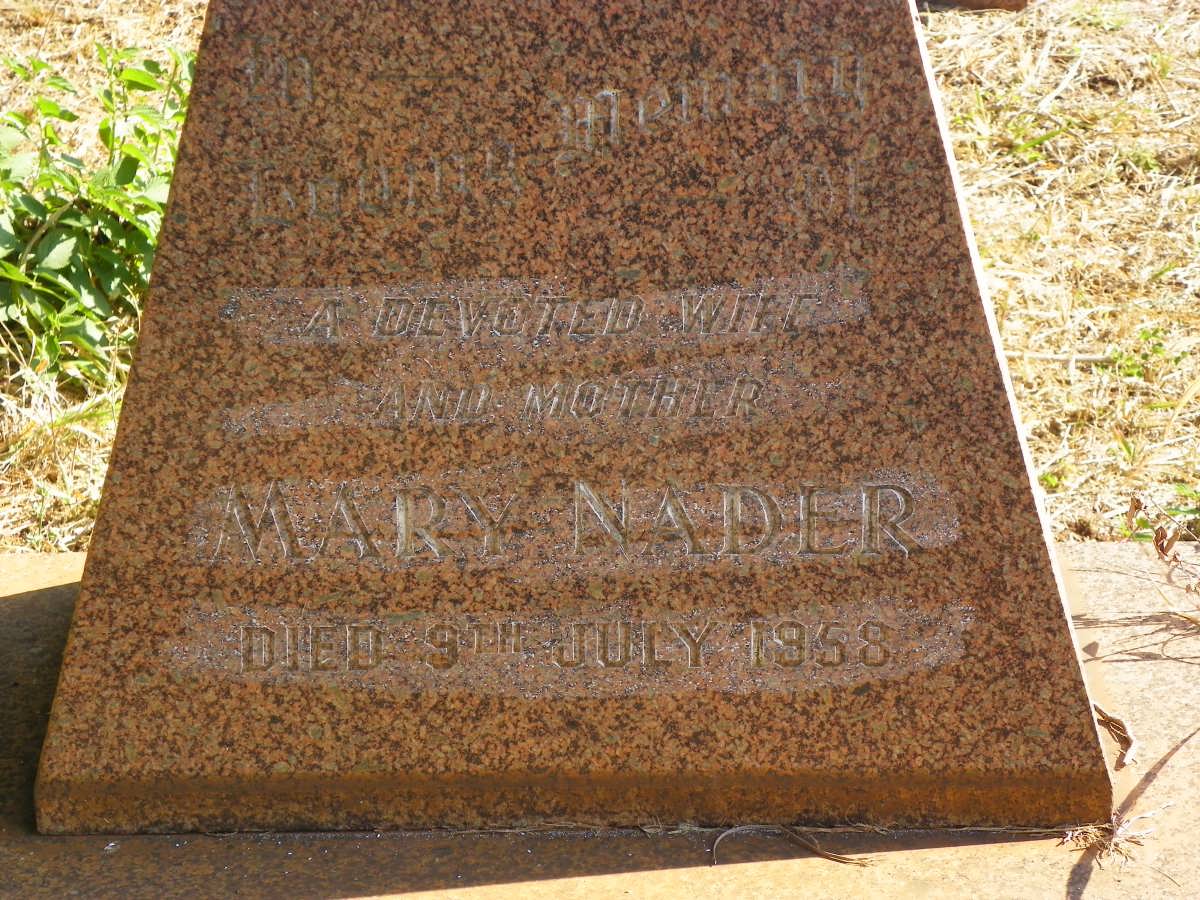 In
Memory
Loving
of
A DEVOTED WIFE
AND MOTHER
MARY NADER
DIED 9TH JULY 1958